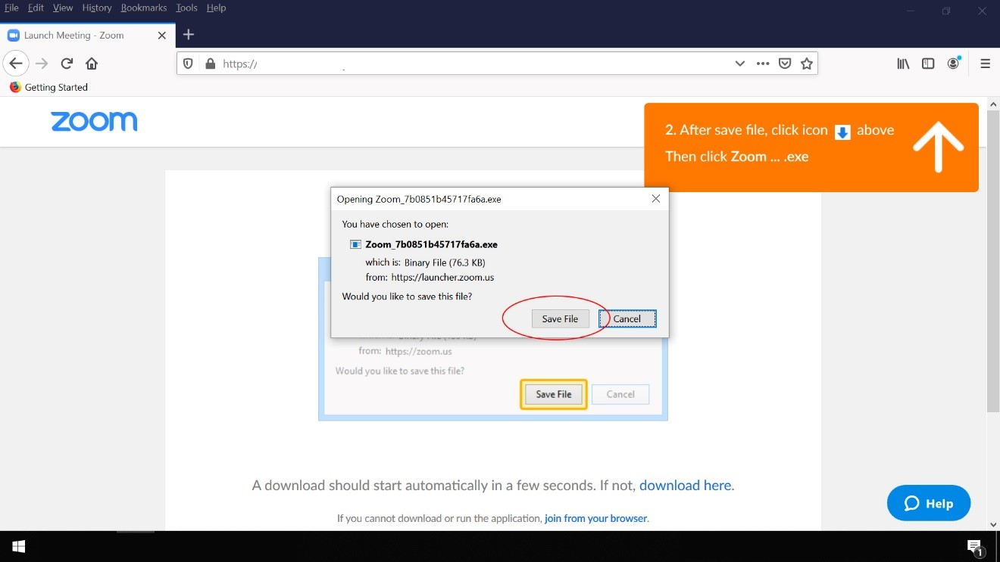 File Edit View History Bookmarks Tools Help
Launch Meeting - Zoom
https://
Getting Started
zoom
2. After save file, click icon above
Then click Zoom ... .exe
Opening Zoom_7b0851b45717fa6a.exe
You have chosen to open:
Zoom_7b0851b45717fa6a.exe
which is: Binary File (76.3 KB)
from: https://launcher.zoom.us
Would you like to save this file?
Save File Cancel
from: https://zoom.us
Would you like to save this file?
Save File Cancel
A download should start automatically in a few seconds. If not, download here.
If you cannot download or run the application, join from your browser.
Help
1